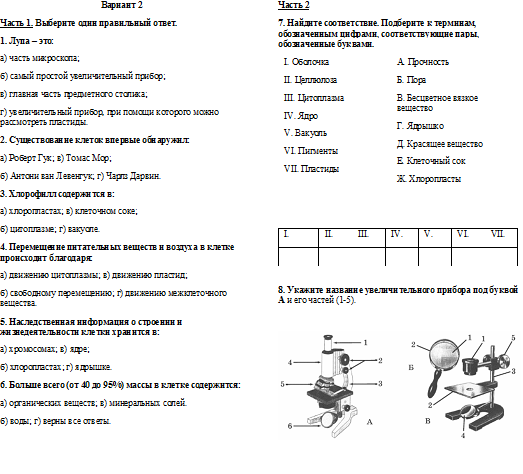 Вариант 2
Часть 1. Выберите один правильный ответ.
1. Лупа – это:
а) часть микроскопа;
б) самый простой увеличительный прибор;
в) главная часть предметного столика;
г) увеличительный прибор, при помощи которого можно
рассмотреть пластиды.
2. Существование клеток впервые обнаружил:
а) Роберт Гук; в) Томас Мор;
б) Антони ван Левенгук; г) Чарлз Дарвин.
3. Хлорофилл содержится в:
а) хлоропластах; в) клеточном соке;
б) цитоплазме; г) вакуоле.
4. Перемещение питательных веществ и воздуха в клетке
происходит благодаря:
а) движению цитоплазмы; в) движению пластид;
б) свободному перемещению; г) движению межклеточного
вещества.
5. Наследственная информация о строении и
жизнедеятельности клетки хранится в:
а) хромосомах; в) ядре;
б) хлоропластах; г) ядрышке.
6. Больше всего (от 40 до 95%) массы в клетке содержится:
а) органических веществ; в) минеральных солей.
б) воды; г) верны все ответы.
Часть 2
7. Найдите соответствие. Подберите к терминам,
обозначенным цифрами, соответствующие пары,
обозначенные буквами.
I. Оболочка
II. Целлюлоза
III. Цитоплазма
IV. Ядро
V. Вакуоль
VI. Пигменты
VII. Пластиды
А. Прочность
Б. Пора
В. Бесцветное вязкое
вещество
Г. Ядрышко
Д. Красящее вещество
Е. Клеточный сок
Ж. Хлоропласты
I. II. III. IV. V. VI. VII.
8. Укажите название увеличительного прибора под буквой
А и его частей (1-5).
1
2
3
4
5
6
А
2
1
Б
1
5
3
2
4
В